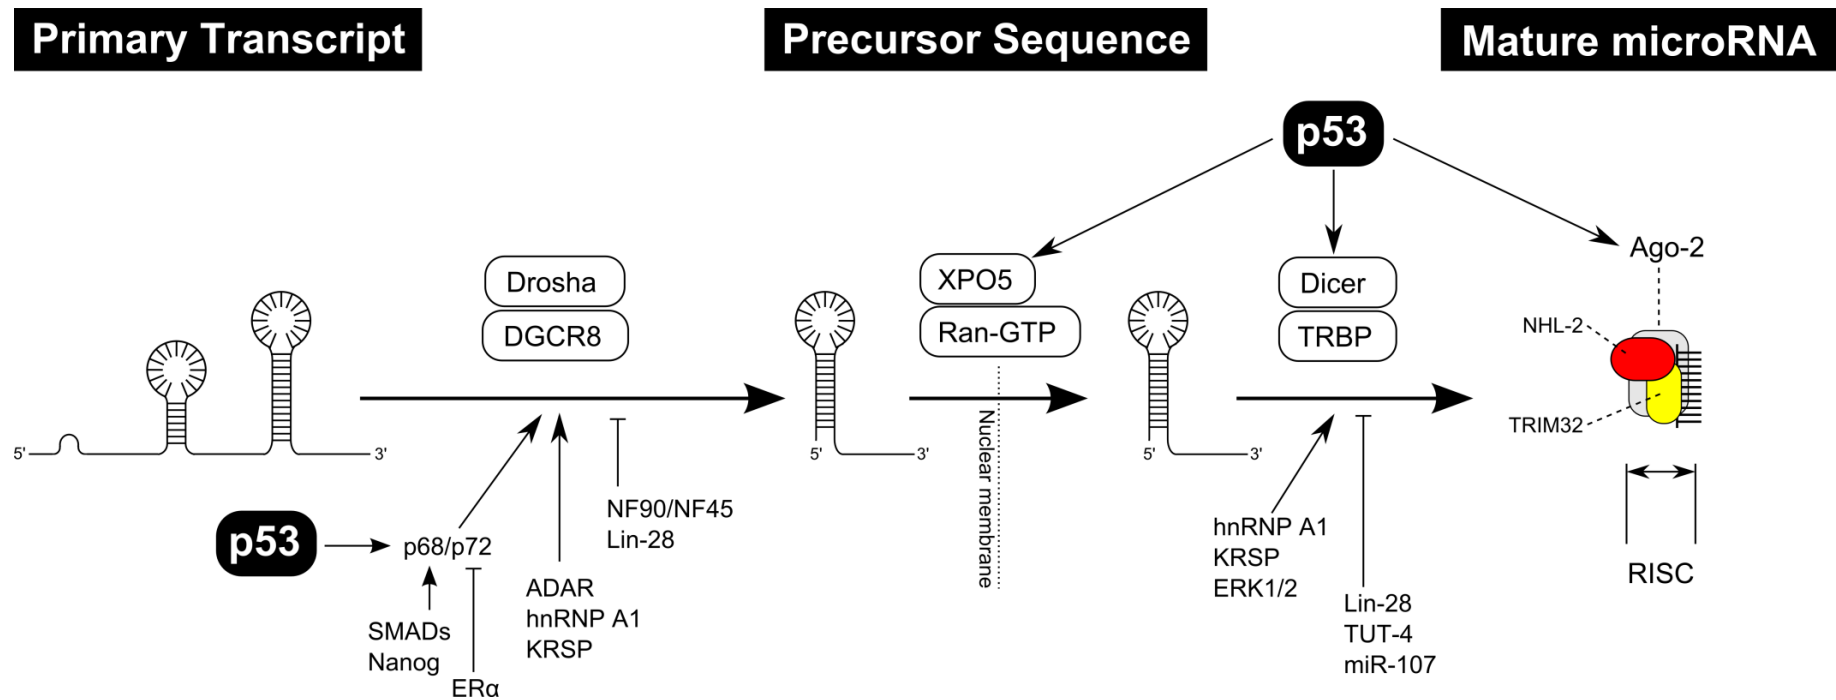 Primary Transcript
Precursor Sequence
Mature microRNA
p53
Ago-2
Drosha
DGCR8
XPO5
Ran-GTP
Dicer
TRBP
NHL-2
TRIM32
5'
3'
5'
3'
5'
3'
Nuclear membrane
p53
p68/p72
SMADs
Nanog
ERα
ADAR
hnRNP A1
KRSP
NF90/NF45
Lin-28
hnRNP A1
KRSP
ERK1/2
Lin-28
TUT-4
miR-107
RISC